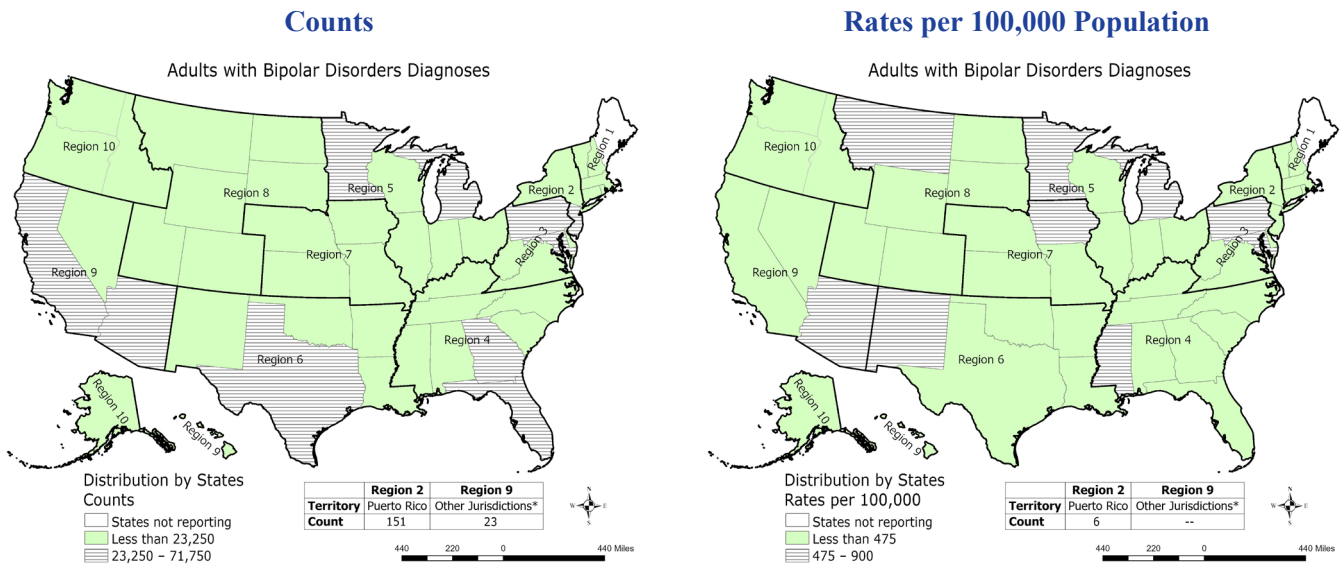 Counts
Adults with Bipolar Disorders Diagnoses
Region 1
Region 10
Region 2
Region 8
Region 5
Region 3
Region 7
Region 9
Region 4
Region 6
Region 10
Region 9
Distribution by States
Counts
States not reporting
Less than 23,250
23,250 – 71,750
Region 2 Region 9
Territory Puerto Rico Other Jurisdictions*
Count 151 23
N
W E
S
440 220 0 440 Miles
Rates per 100,000 Population
Adults with Bipolar Disorders Diagnoses
Region 1
Region 10
Region 2
Region 8
Region 5
Region 3
Region 7
Region 9
Region 4
Region 6
Region 10
Region 9
Distribution by States
Rates per 100,000
States not reporting
Less than 475
475 – 900
Region 2 Region 9
Territory Puerto Rico Other Jurisdictions*
Count 6 --
N
W E
S
440 220 0 440 Miles